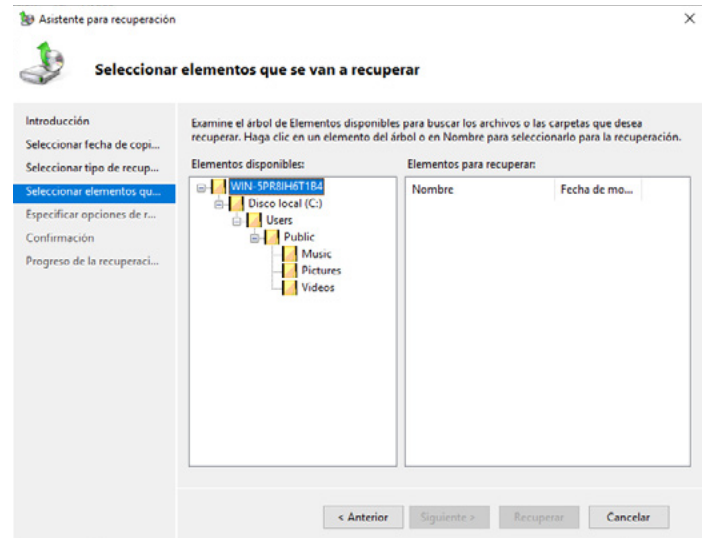 Asistente para recuperación
Seleccionar elementos que se van a recuperar
Introducción
Seleccionar fecha de copi...
Seleccionar tipo de recup...
Seleccionar elementos qu...
Especificar opciones de r...
Confirmación
Progreso de la recuperaci...
Examine el árbol de Elementos disponibles para buscar los archivos o las carpetas que desea
recuperar. Haga clic en un elemento del árbol o en Nombre para seleccionarlo para la recuperación.
Elementos disponibles:
WIN-5PR8IH6T1B4
Disco local (C:)
Users
Public
Music
Pictures
Videos
Elementos para recuperar:
Nombre Fecha de mo...
< Anterior Siguiente > Recuperar Cancelar